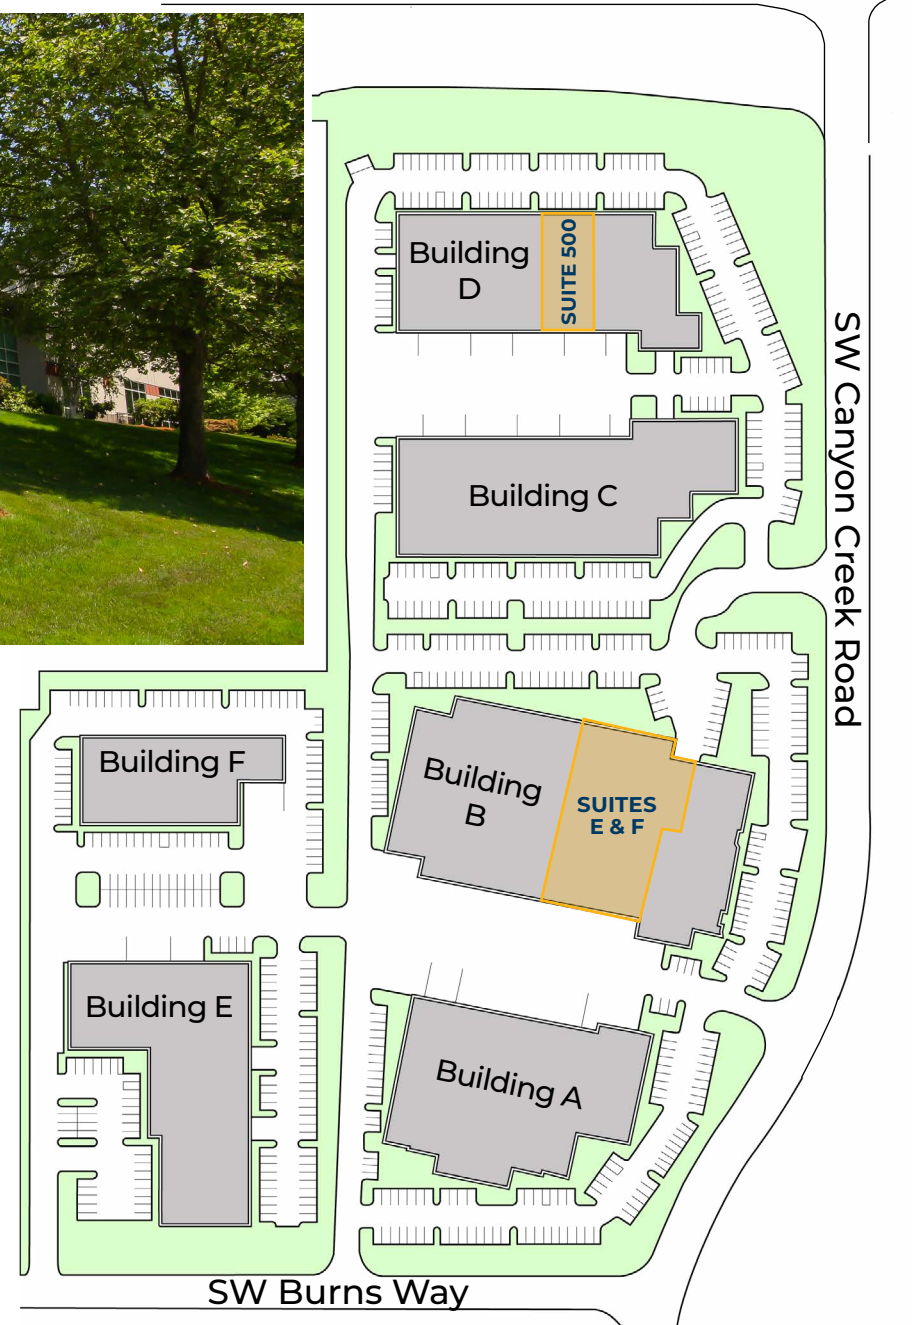 Building
D
SUITE 500
SW Canyon Creek Road
Building C
Building F
Building
B
SUITES
E & F
Building E
Building A
SW Burns Way